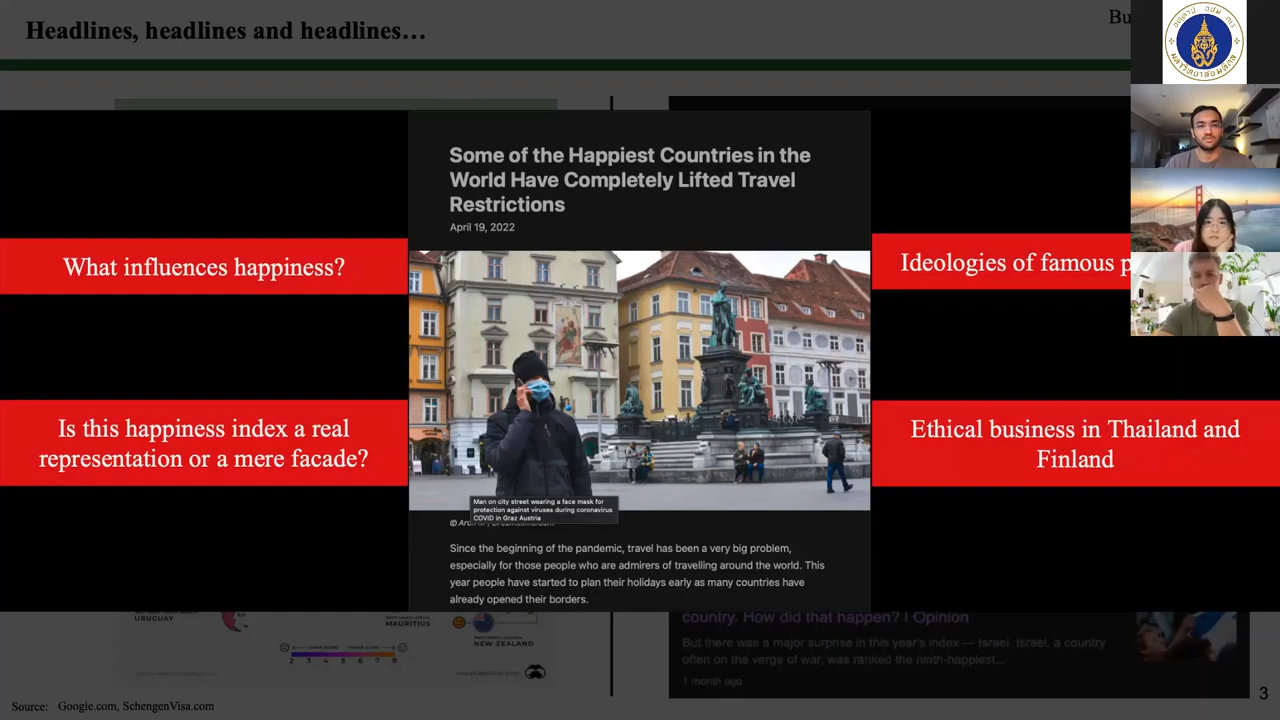 Headlines, headlines and headlines…
Bu
Some of the Happiest Countries in the
World Have Completely Lifted Travel
Restrictions
April 19, 2022
What influences happiness?
Ideologies of famous p
Is this happiness index a real
representation or a mere facade?
Ethical business in Thailand and
Finland
Man on city street wearing a face mask for
protection against viruses during coronavirus
COVID in Graz Austria
Since the beginning of the pandemic, travel has been a very big problem,
especially for those people who are admirers of travelling around the world. This
year people have started to plan their holidays early as many countries have
already opened their borders.
URUGUAY
MAURITIUS
NEW ZEALAND
2 3 4 5 6 7 8
country. How did that happen? | Opinion
But there was a major surprise in this year's index — Israel. Israel, a country
often on the verge of war, was ranked the ninth-happiest...
1 month ago
Source: Google.com, SchengenVisa.com
3